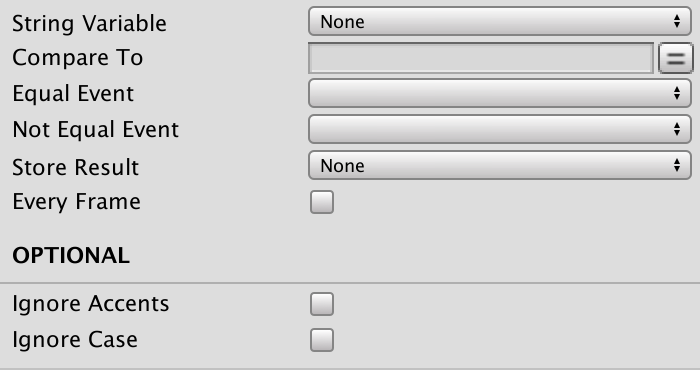 String Variable None
Compare To =
Equal Event
Not Equal Event
Store Result None
Every Frame
OPTIONAL
Ignore Accents
Ignore Case